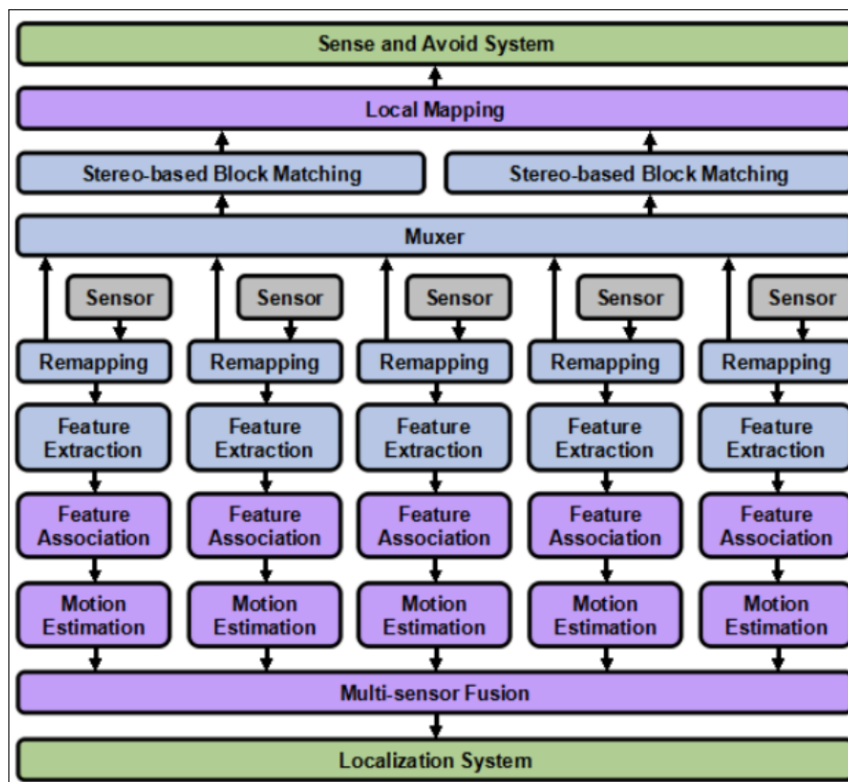 Sense and Avoid System
Local Mapping
Stereo-based Block Matching
Stereo-based Block Matching
Muxer
Sensor
Sensor
Sensor
Sensor
Sensor
Remapping
Remapping
Remapping
Remapping
Remapping
Feature
Extraction
Feature
Extraction
Feature
Extraction
Feature
Extraction
Feature
Extraction
Feature
Association
Feature
Association
Feature
Association
Feature
Association
Feature
Association
Motion
Estimation
Motion
Estimation
Motion
Estimation
Motion
Estimation
Motion
Estimation
Multi-sensor Fusion
Localization System